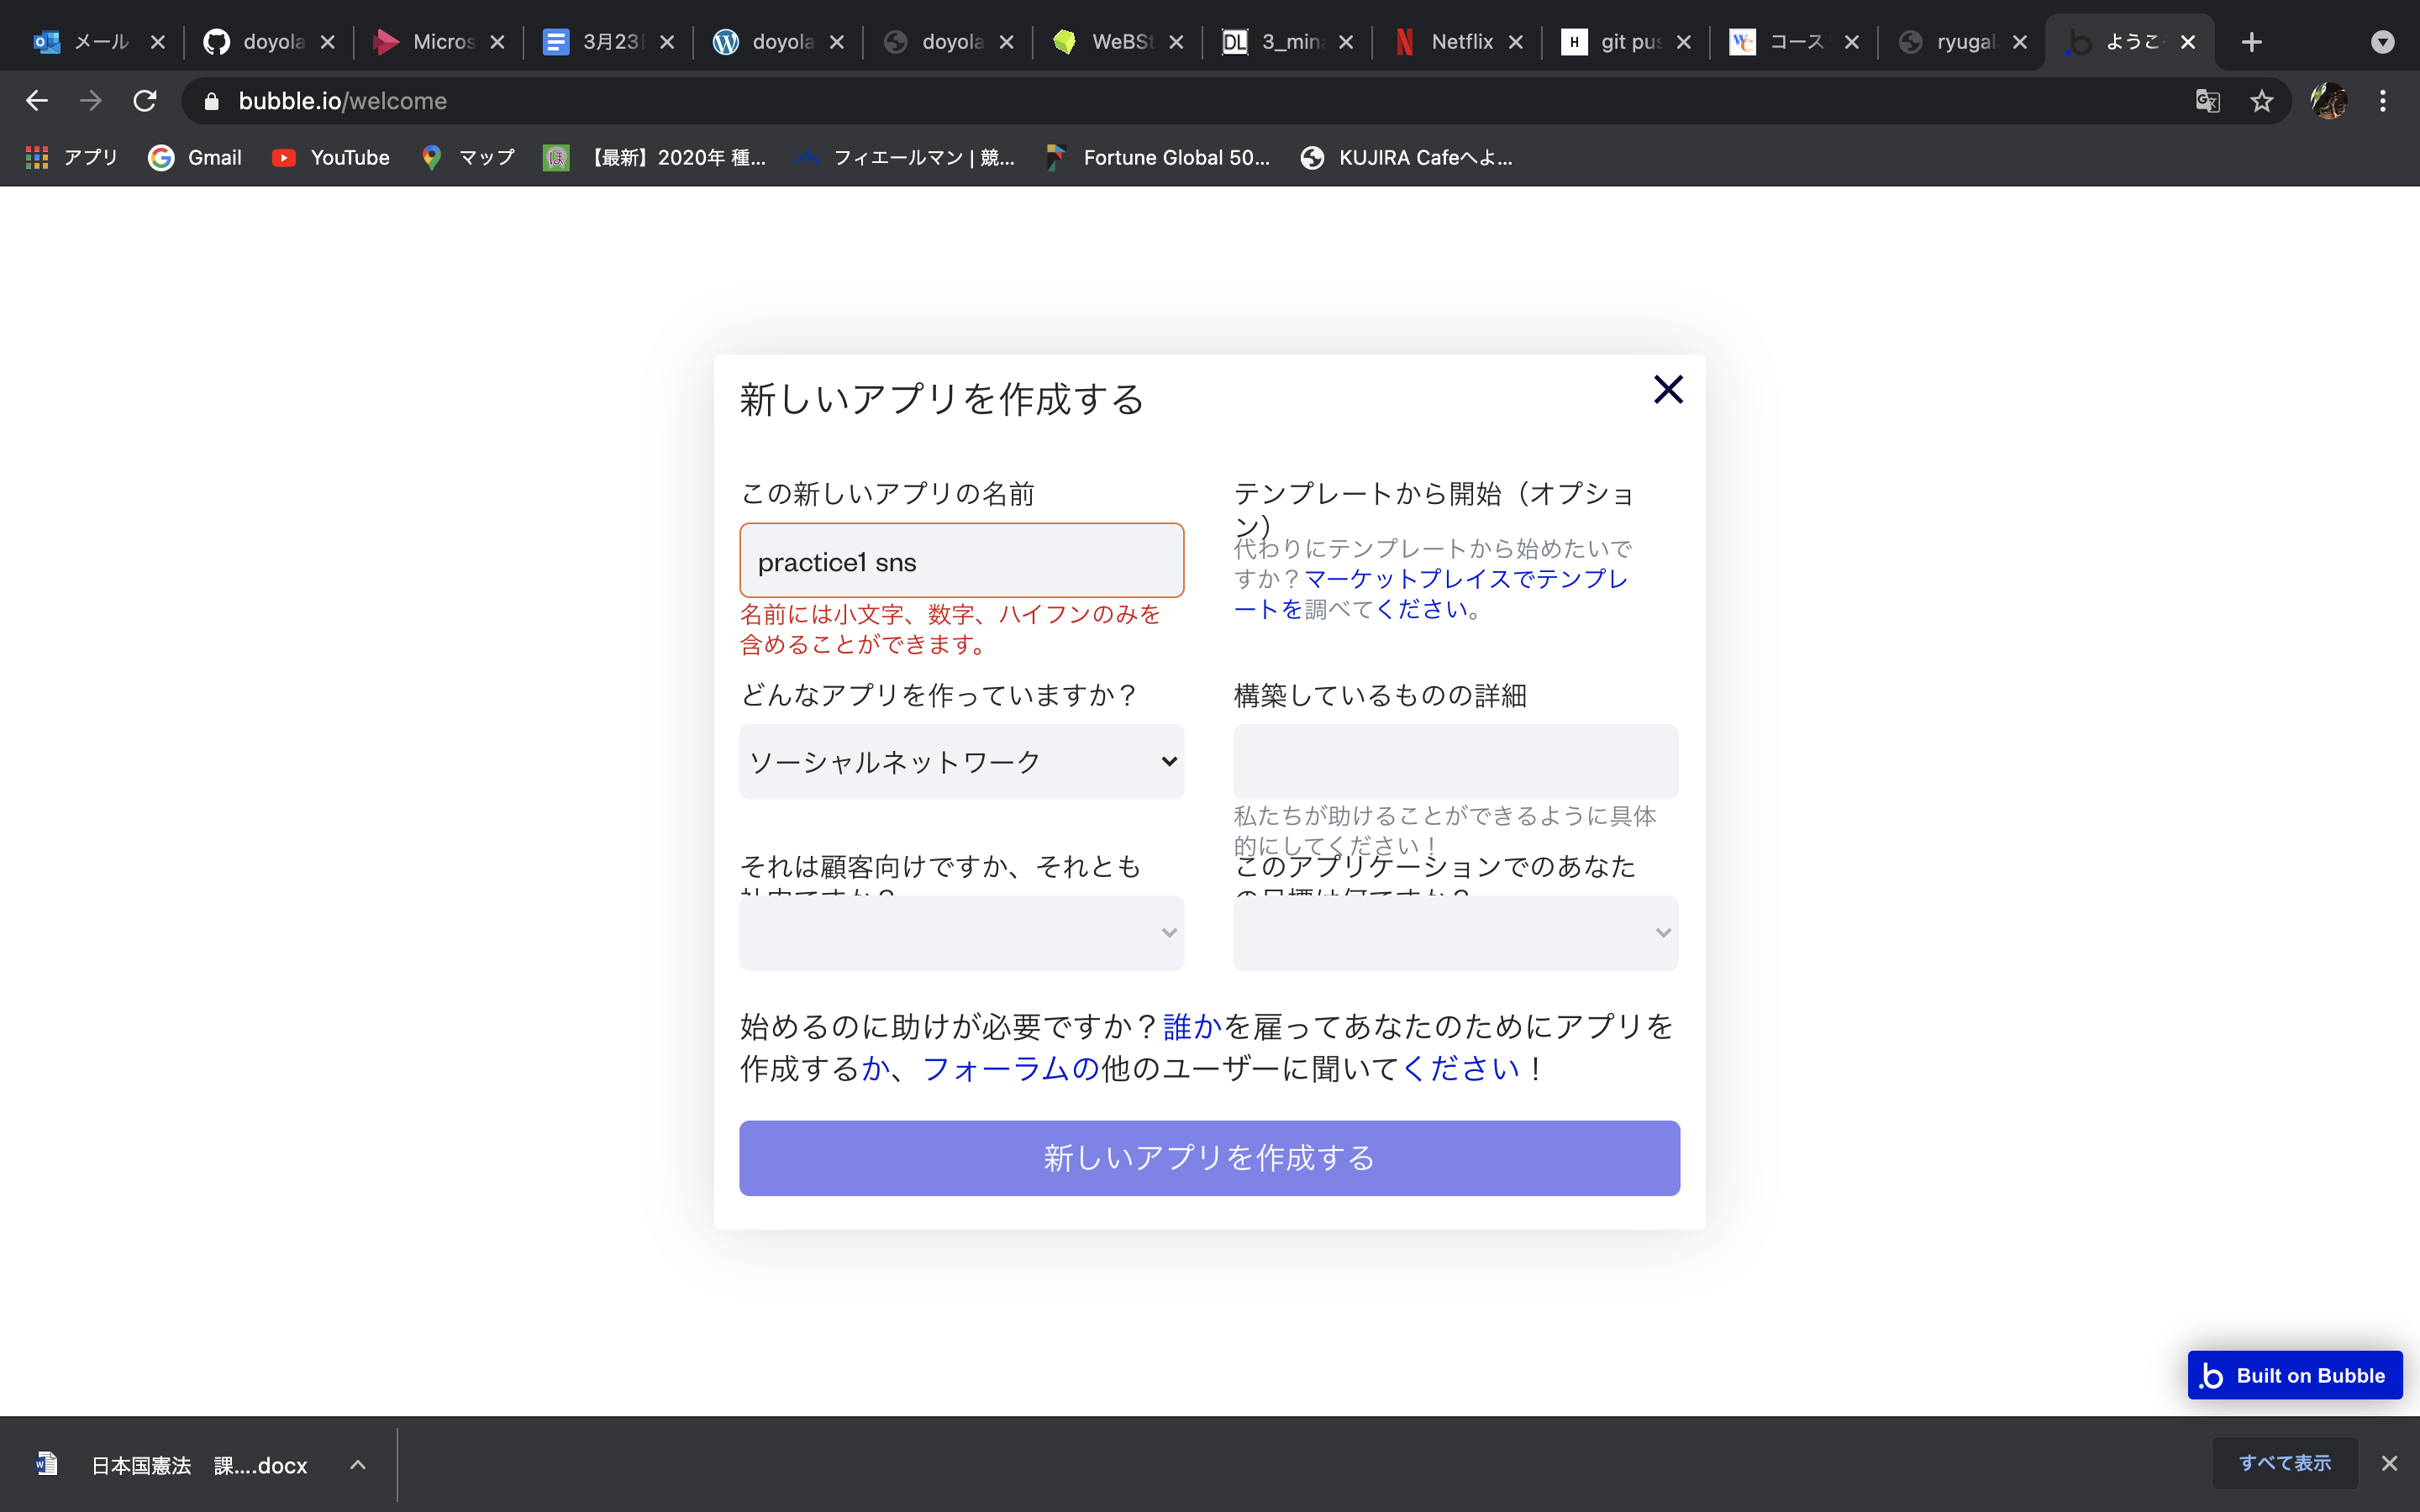 メール
doyola
Micros
3月23
doyola
doyola
WeBSt
3_min
Netflix
git pus
コース
ryugal
ようこ
bubble.io/welcome
アプリ
Gmail
YouTube
マップ
【最新】2020年 種...
フィエールマン | 競...
Fortune Global 50...
KUJIRA Cafeへよ...
新しいアプリを作成する
この新しいアプリの名前
practice1 sns
名前には小文字、数字、ハイフンのみを
含めることができます。
テンプレートから開始（オプショ
ン）
代わりにテンプレートから始めたいで
すか？マーケットプレイスでテンプレ
ートを調べてください。
どんなアプリを作っていますか？
ソーシャルネットワーク
構築しているものの詳細
私たちが助けることができるように具体
的にしてください！
それは顧客向けですか、それとも
このアプリケーションでのあなた
の目標は何ですか？
始めるのに助けが必要ですか？誰かを雇ってあなたのためにアプリを
作成するか、フォーラムの他のユーザーに聞いてください！
新しいアプリを作成する
b Built on Bubble
日本国憲法　課....docx
すべて表示